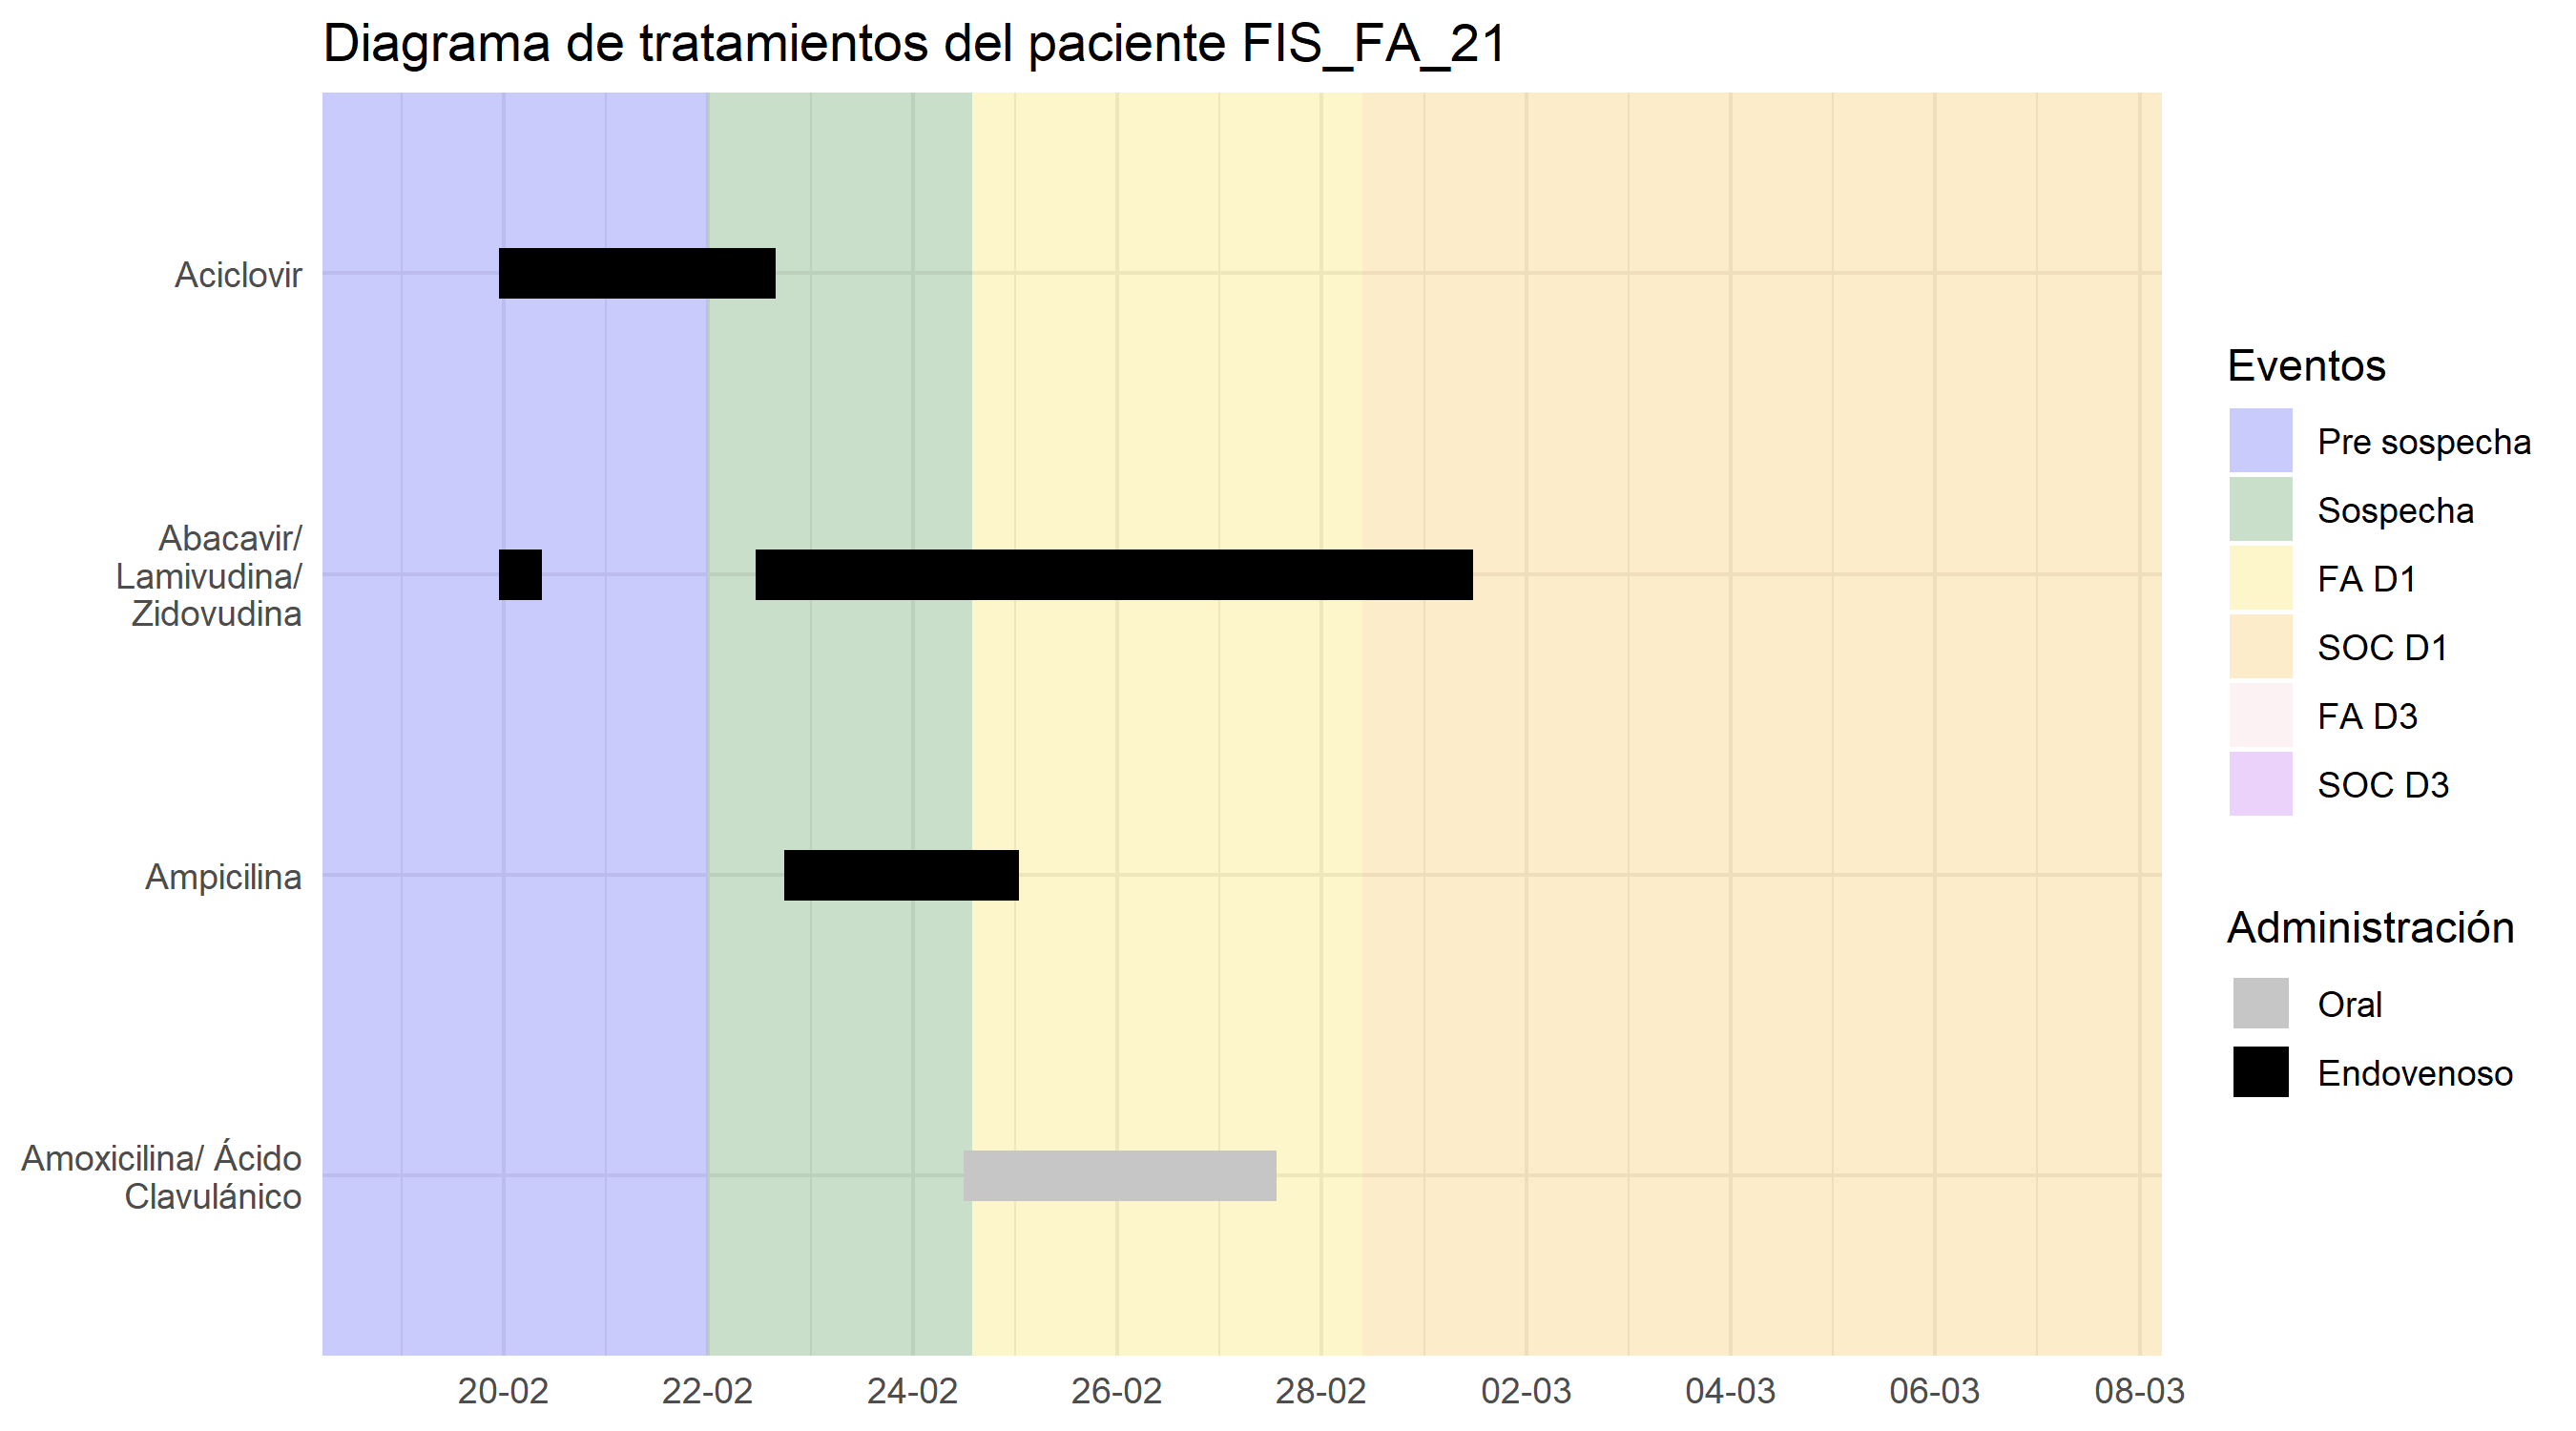 Diagrama de tratamientos del paciente FIS_FA_21
Aciclovir
Abacavir/
Lamivudina/
Zidovudina
Ampicilina
Amoxicilina/ Ácido
Clavulánico
20-02
22-02
24-02
26-02
28-02
02-03
04-03
06-03
08-03
Eventos
Pre sospecha
Sospecha
FA D1
SOC D1
FA D3
SOC D3
Administración
Oral
Endovenoso